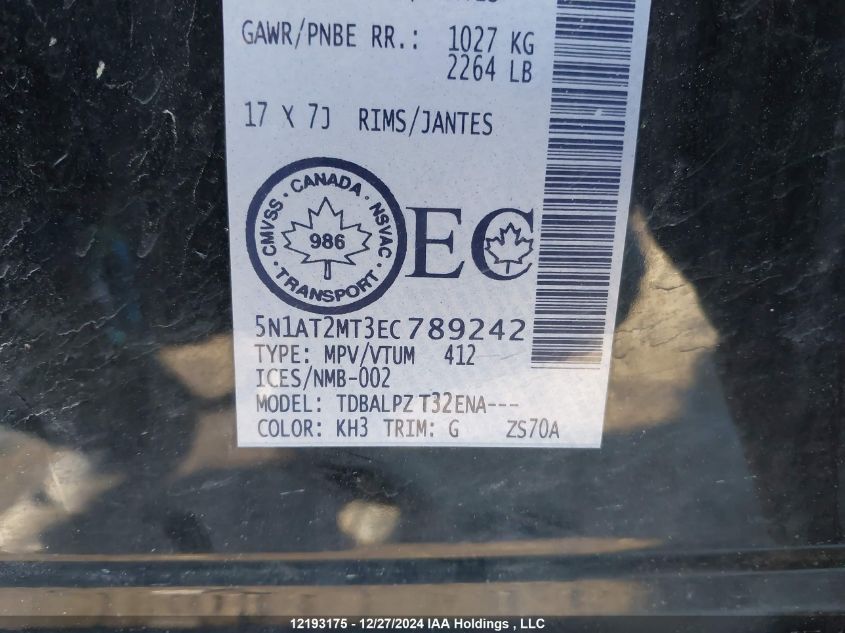 GAWR/PNBE RR.: 1027 KG
2264 LB
17 X 7J RIMS/JANTES
CMVSS · CANADA · NSVAC · TRANSPORT ·
986
EC
5N1AT2MT3EC789242
TYPE: MPV/VTUM 412
ICES/NMB-002
MODEL: TDBALPZ T32ENA---
COLOR: KH3 TRIM: G ZS70A
12193175 - 12/27/2024 IAA Holdings , LLC